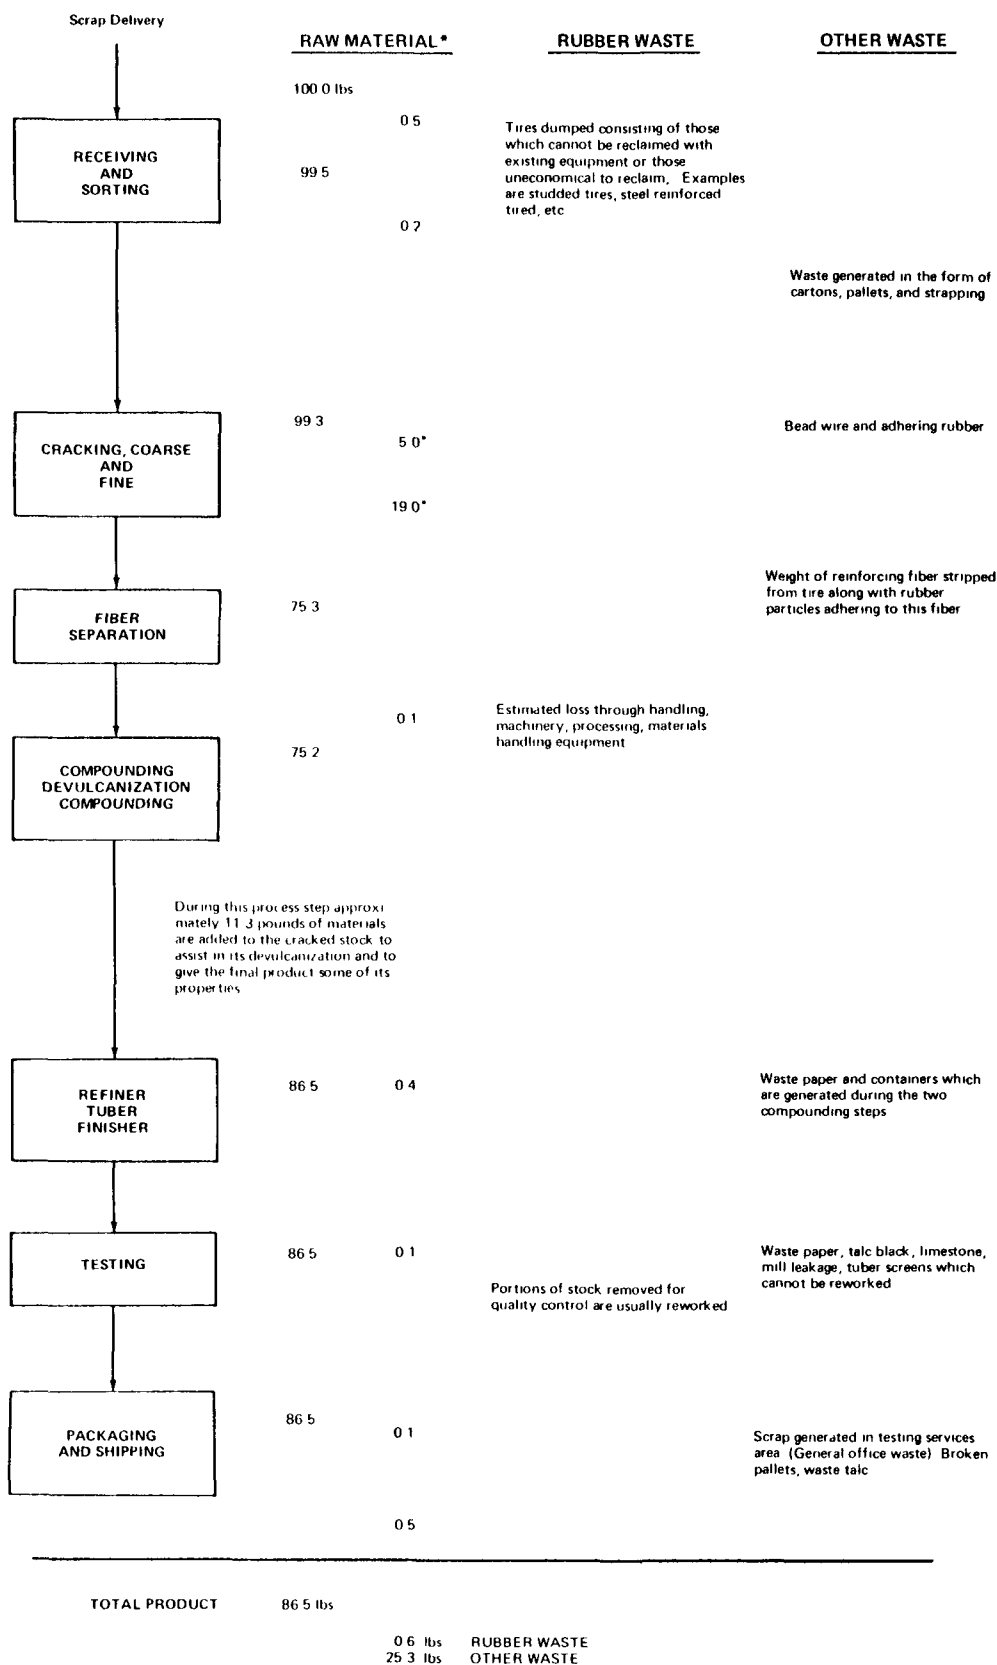 Scrap Delivery
RAW MATERIAL*
RUBBER WASTE
OTHER WASTE
100 0 lbs
0 5
RECEIVING
AND
SORTING
99 5
Tires dumped consisting of those
which cannot be reclaimed with
existing equipment or those
uneconomical to reclaim, Examples
are studded tires, steel reinforced
tired, etc
0 2
Waste generated in the form of
cartons, pallets, and strapping
99 3
CRACKING, COARSE
AND
FINE
5 0*
Bead wire and adhering rubber
19 0*
Weight of reinforcing fiber stripped
from tire along with rubber
particles adhering to this fiber
FIBER
SEPARATION
75 3
0 1
Estimated loss through handling,
machinery, processing, materials
handling equipment
75 2
COMPOUNDING
DEVULCANIZATION
COMPOUNDING
During this process step approxi
mately 11 3 pounds of materials
are added to the cracked stock to
assist in its devulcanization and to
give the final product some of its
properties
REFINER
TUBER
FINISHER
86 5
0 4
Waste paper and containers which
are generated during the two
compounding steps
TESTING
86 5
0 1
Waste paper, talc black, limestone,
mill leakage, tuber screens which
cannot be reworked
Portions of stock removed for
quality control are usually reworked
PACKAGING
AND SHIPPING
86 5
0 1
Scrap generated in testing services
area (General office waste) Broken
pallets, waste talc
0 5
TOTAL PRODUCT 86 5 lbs
0 6 lbs RUBBER WASTE
25 3 lbs OTHER WASTE